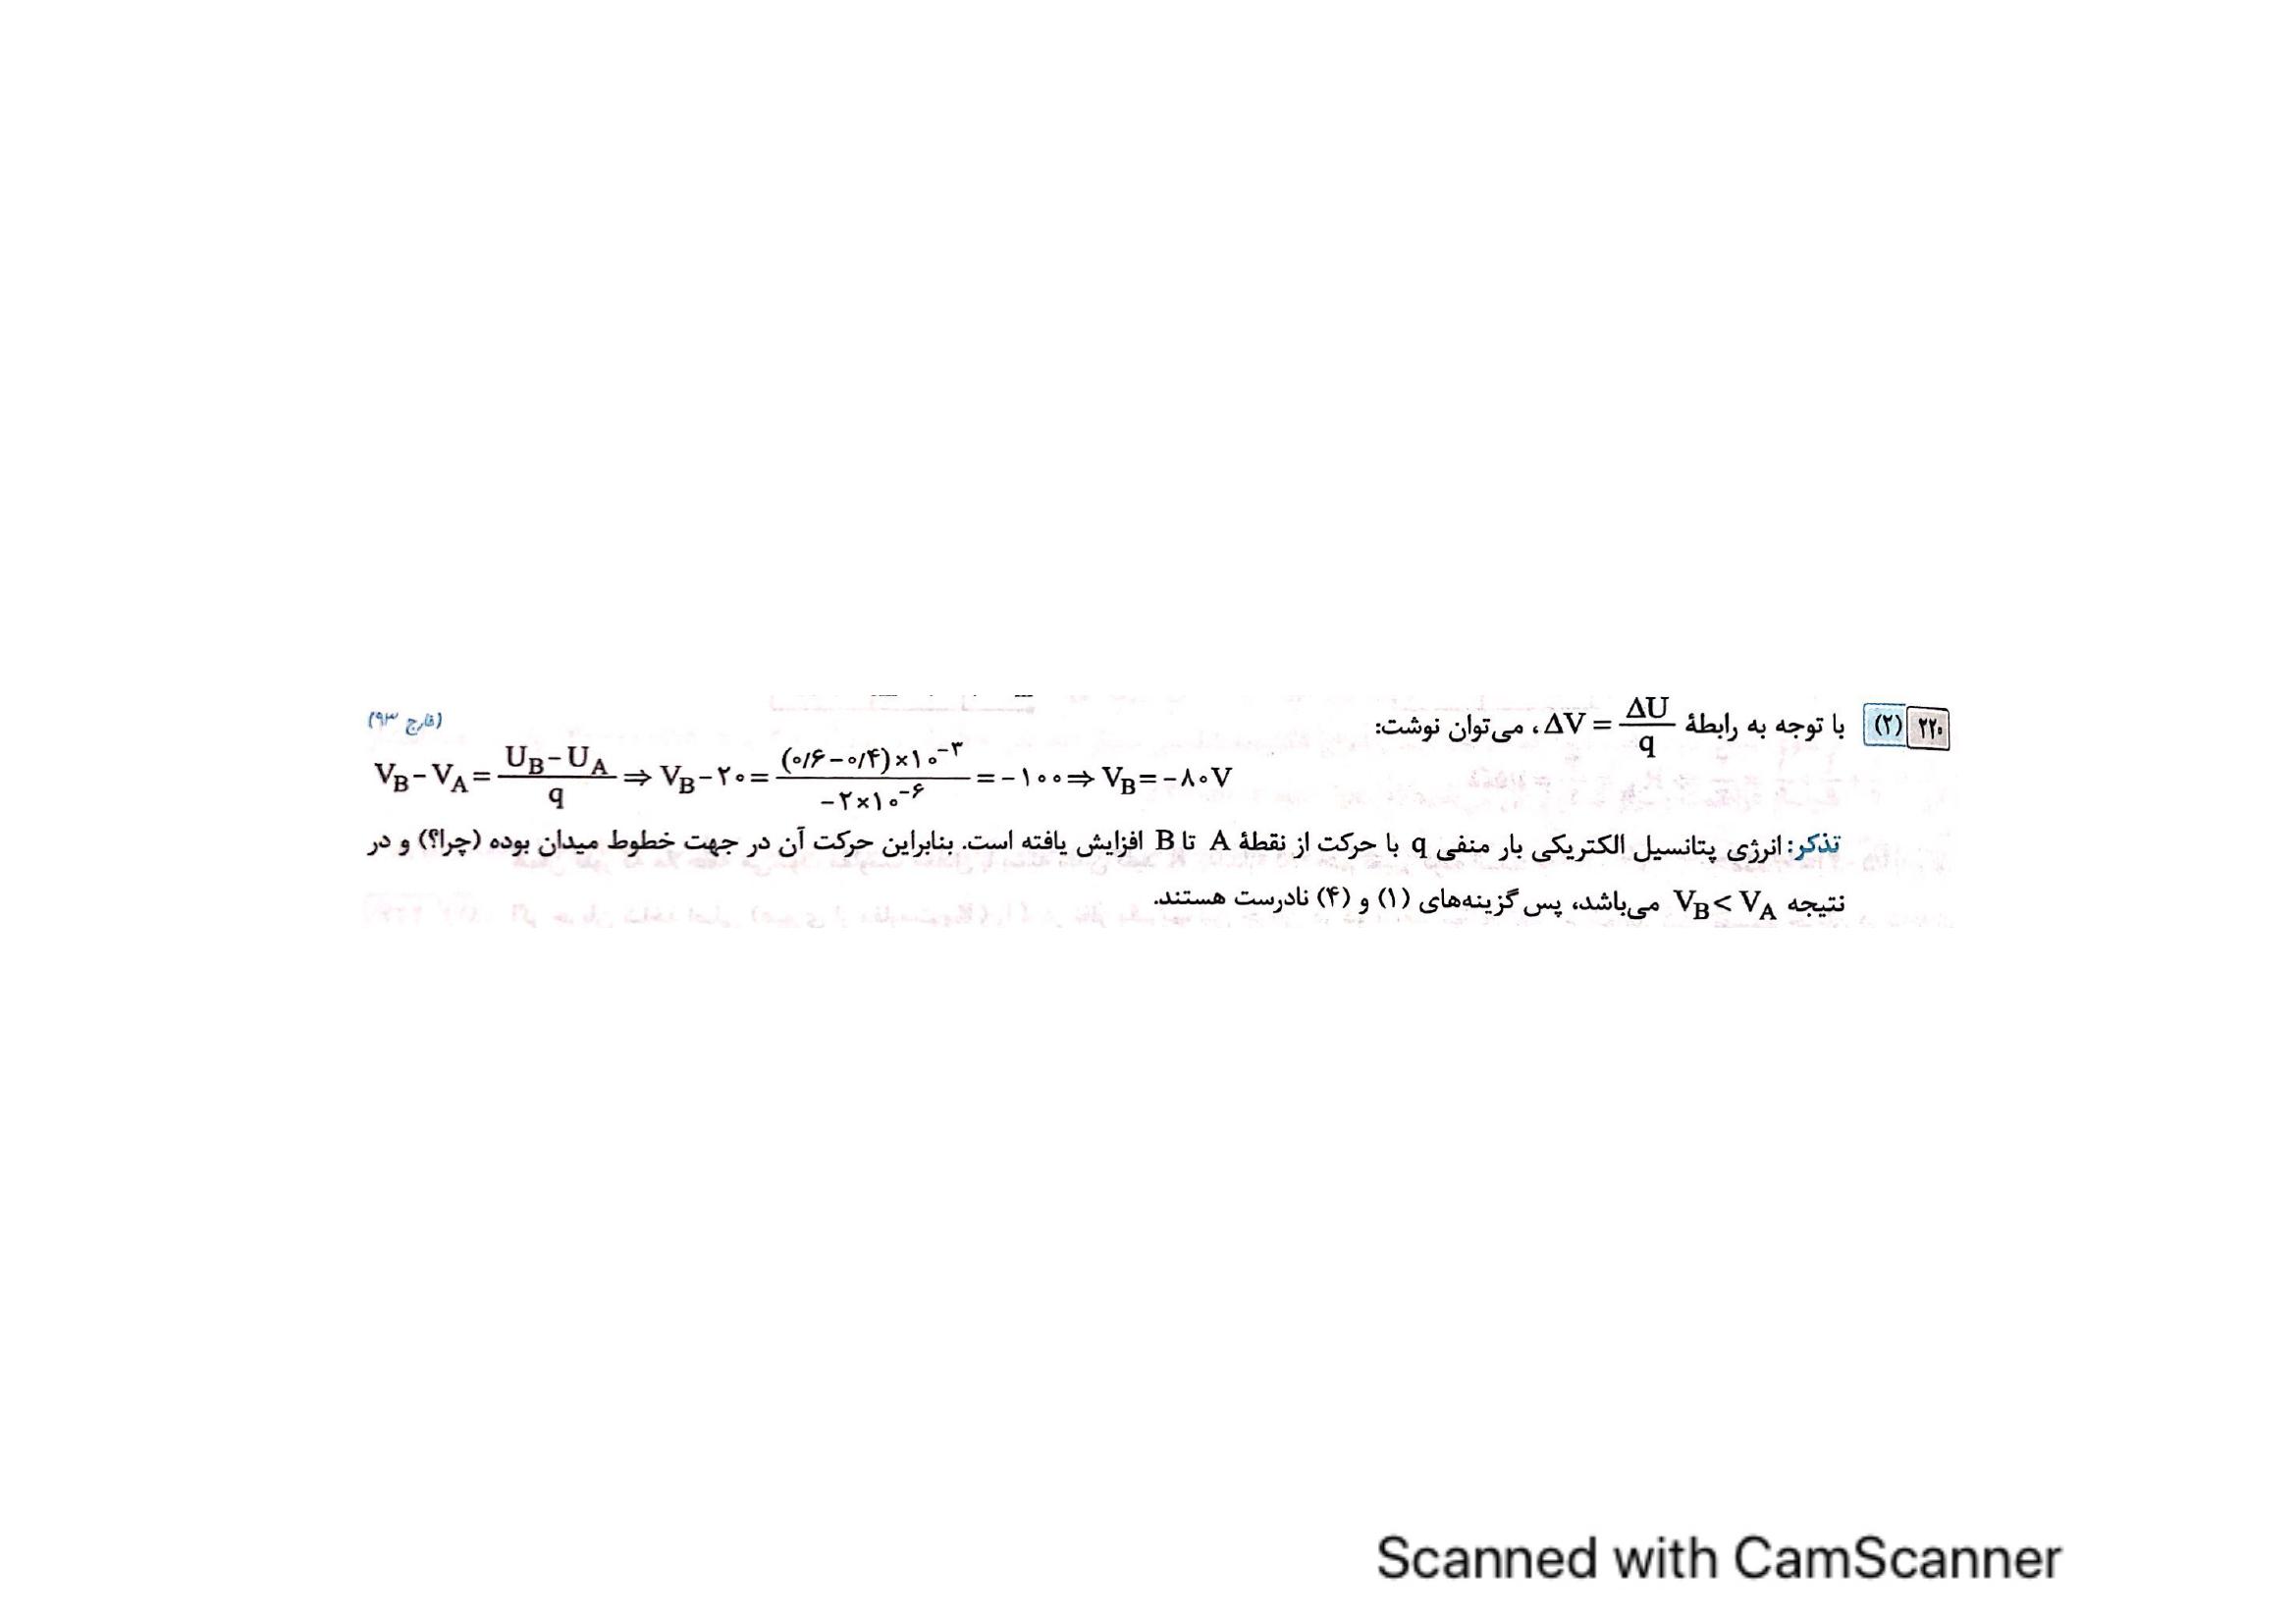 ۲۲۰ (۲) با توجه به رابطهٔ ΔV = ΔU/q ، می‌توان نوشت:
(خارج ۹۳)
V_B − V_A = (U_B − U_A)/q ⇒ V_B − ۲۰ = ((۰/۶ − ۰/۴) × ۱۰^−۳)/(−۲ × ۱۰^−۶) = −۱۰۰ ⇒ V_B = −۸۰ V
تذکر: انرژی پتانسیل الکتریکی بار منفی q با حرکت از نقطهٔ A تا B افزایش یافته است. بنابراین حرکت آن در جهت خطوط میدان بوده (چرا؟) و در
نتیجه V_B < V_A می‌باشد، پس گزینه‌های (۱) و (۴) نادرست هستند.
Scanned with CamScanner